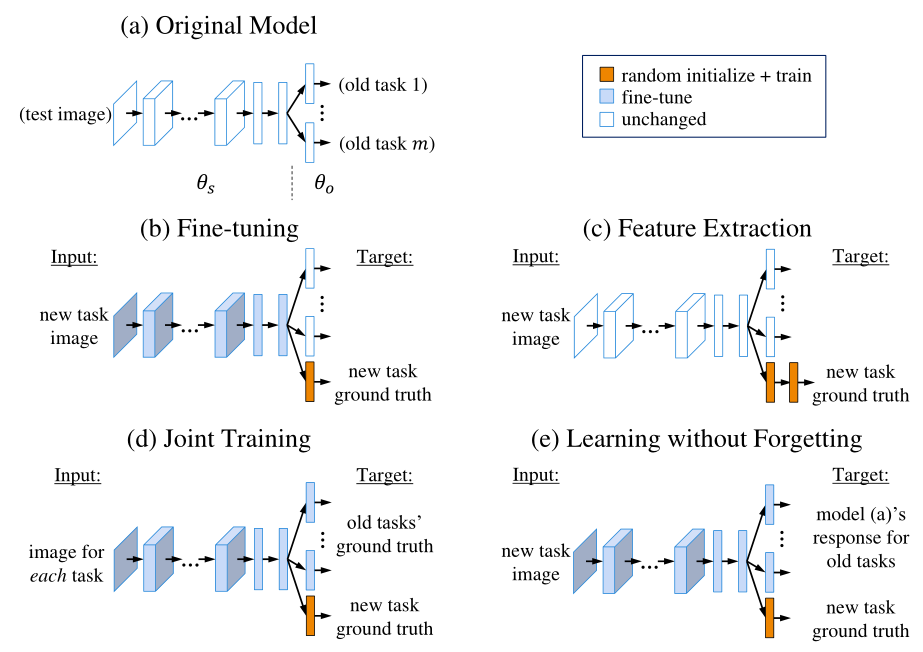 (a) Original Model
(test image)
(old task 1)
(old task m)
θs
θo
random initialize + train
fine-tune
unchanged
(b) Fine-tuning
Input:
Target:
new task
image
new task
ground truth
(c) Feature Extraction
Input:
Target:
new task
image
new task
ground truth
(d) Joint Training
Input:
Target:
image for
each task
old tasks’
ground truth
new task
ground truth
(e) Learning without Forgetting
Input:
Target:
new task
image
model (a)’s
response for
old tasks
new task
ground truth